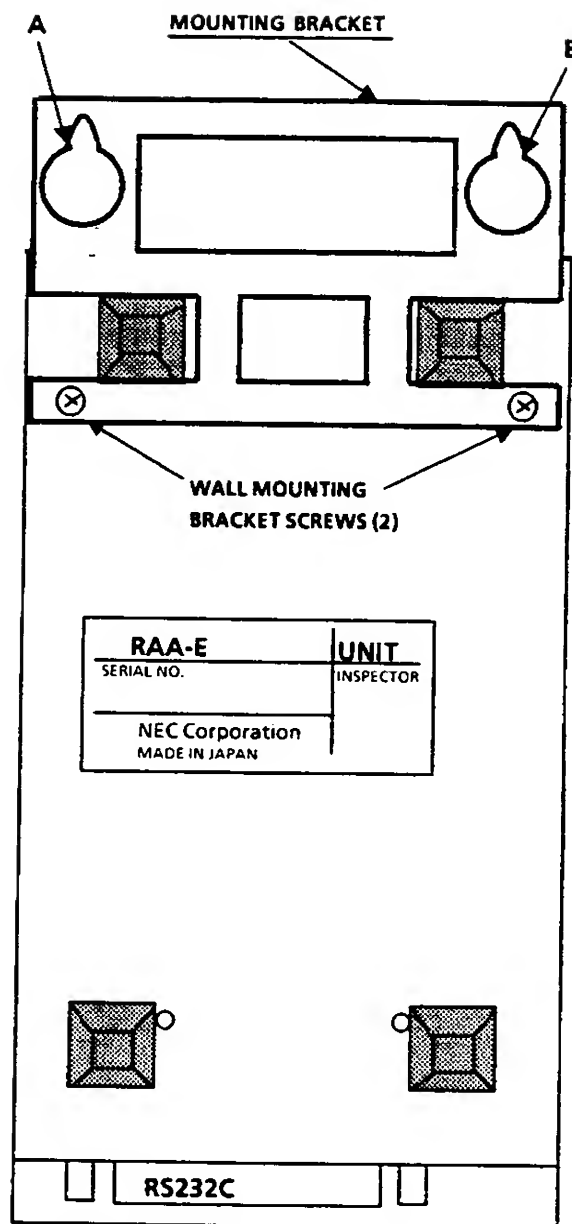 A
MOUNTING BRACKET
WALL MOUNTING
BRACKET SCREWS (2)
RAA-E
UNIT
SERIAL NO.
INSPECTOR
NEC Corporation
MADE IN JAPAN
RS232C